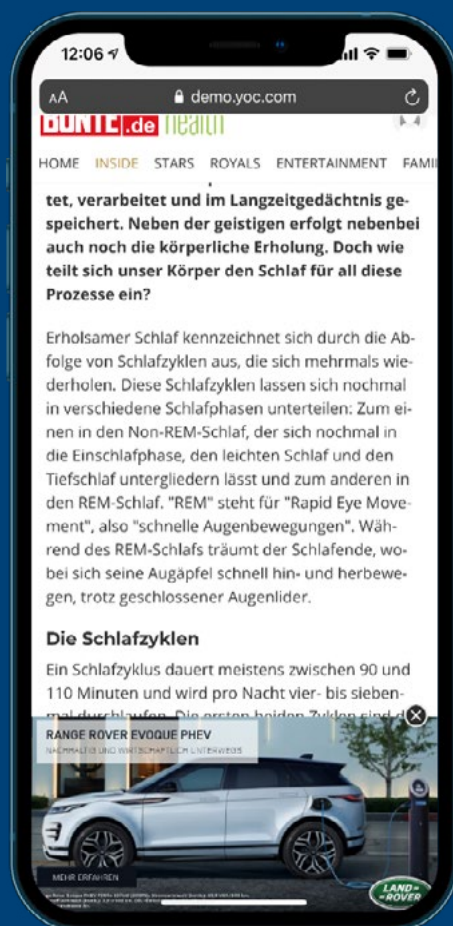 12:06
AA demo.yoc.com
BUNTE.de health
HOME INSIDE STARS ROYALS ENTERTAINMENT FAMI
tet, verarbeitet und im Langzeitgedächtnis ge-
speichert. Neben der geistigen erfolgt nebenbei
auch noch die körperliche Erholung. Doch wie
teilt sich unser Körper den Schlaf für all diese
Prozesse ein?
Erholsamer Schlaf kennzeichnet sich durch die Ab-
folge von Schlafzyklen aus, die sich mehrmals wie-
derholen. Diese Schlafzyklen lassen sich nochmal
in verschiedene Schlafphasen unterteilen: Zum ei-
nen in den Non-REM-Schlaf, der sich nochmal in
die Einschlafphase, den leichten Schlaf und den
Tiefschlaf untergliedern lässt und zum anderen in
den REM-Schlaf. "REM" steht für "Rapid Eye Move-
ment", also "schnelle Augenbewegungen". Wäh-
rend des REM-Schlafs träumt der Schlafende, wo-
bei sich seine Augäpfel schnell hin- und herbewe-
gen, trotz geschlossener Augenlider.
Die Schlafzyklen
Ein Schlafzyklus dauert meistens zwischen 90 und
110 Minuten und wird pro Nacht vier- bis sieben-
mal durchlaufen. Die ersten beiden Zyklen sind d
RANGE ROVER EVOQUE PHEV
NACHHALTIG UND WIRTSCHAFTLICH UNTERWEGS
MEHR ERFAHREN
LAND-
ROVER